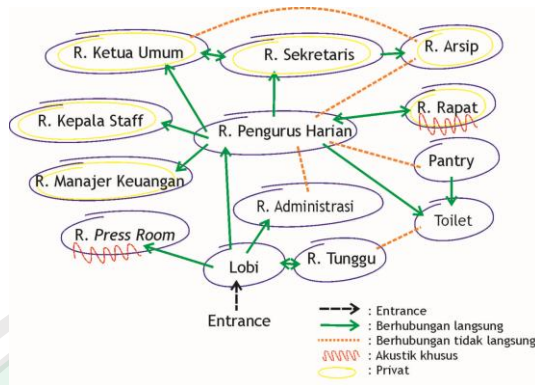 R. Ketua Umum
R. Sekretaris
R. Arsip
R. Kepala Staff
R. Pengurus Harian
R. Rapat
R. Manajer Keuangan
Pantry
R. Administrasi
Toilet
R. Press Room
Lobi
R. Tunggu
Entrance
: Entrance
: Berhubungan langsung
: Berhubungan tidak langsung
: Akustik khusus
: Privat